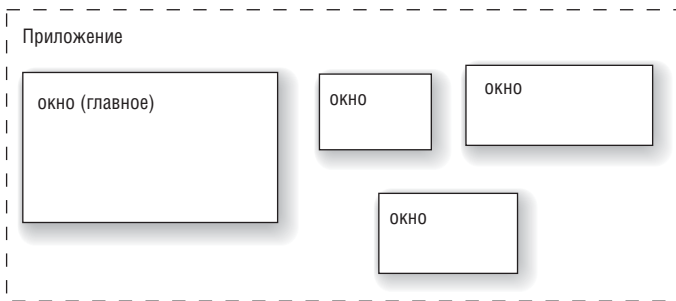 Приложение
окно (главное)
окно
окно
окно